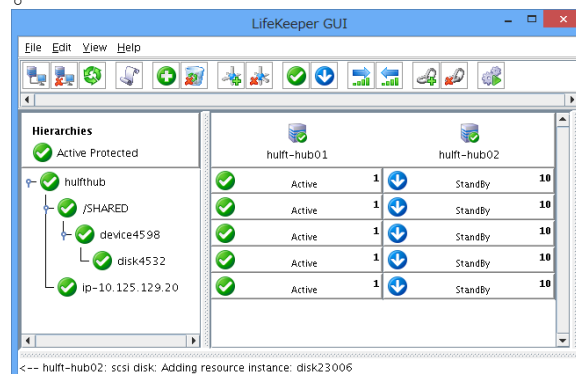 LifeKeeper GUI
File Edit View Help
Hierarchies
Active Protected
hulft-hub01
hulft-hub02
hulfthub
Active 1
StandBy 10
/SHARED
Active 1
StandBy 10
device4598
Active 1
StandBy 10
disk4532
Active 1
StandBy 10
ip-10.125.129.20
Active 1
StandBy 10
<-- hulft-hub02: scsi disk: Adding resource instance: disk23006